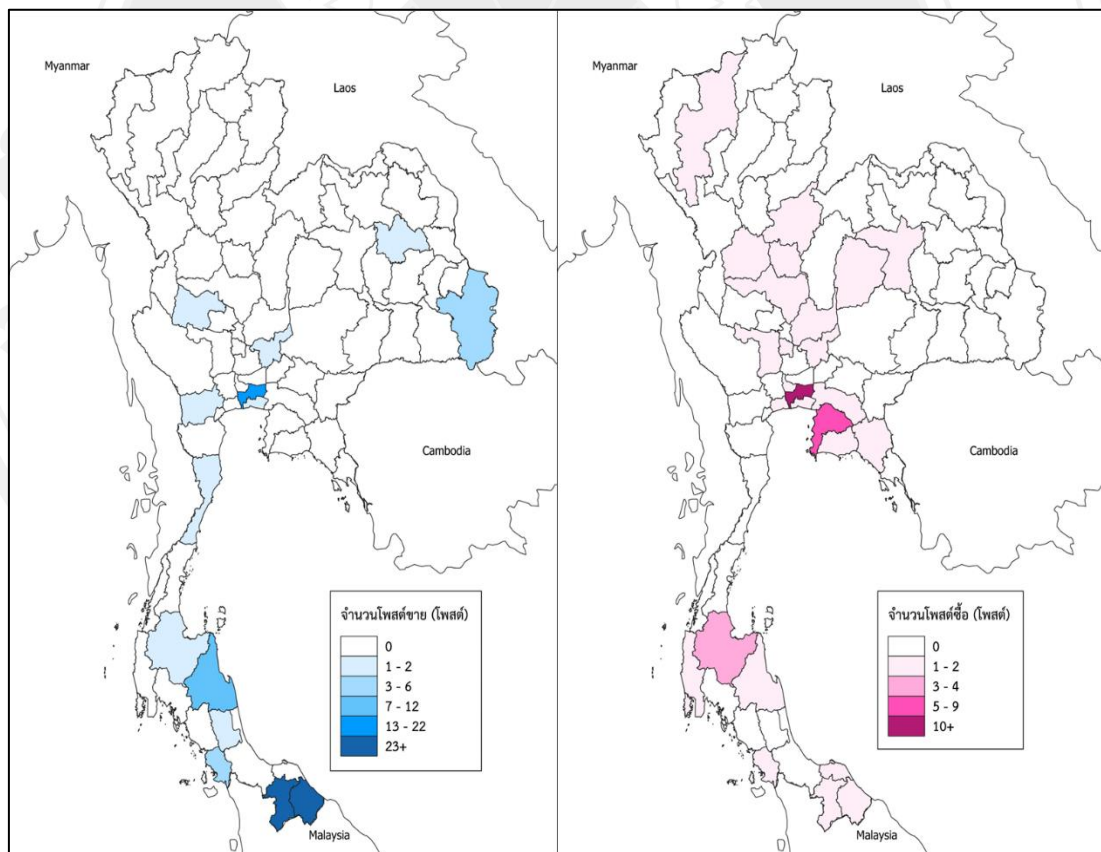 Myanmar
Laos
Cambodia
Malaysia
จำนวนโพสต์ขาย (โพสต์)
0
1 - 2
3 - 6
7 - 12
13 - 22
23+
Myanmar
Laos
Cambodia
Malaysia
จำนวนโพสต์ซื้อ (โพสต์)
0
1 - 2
3 - 4
5 - 9
10+